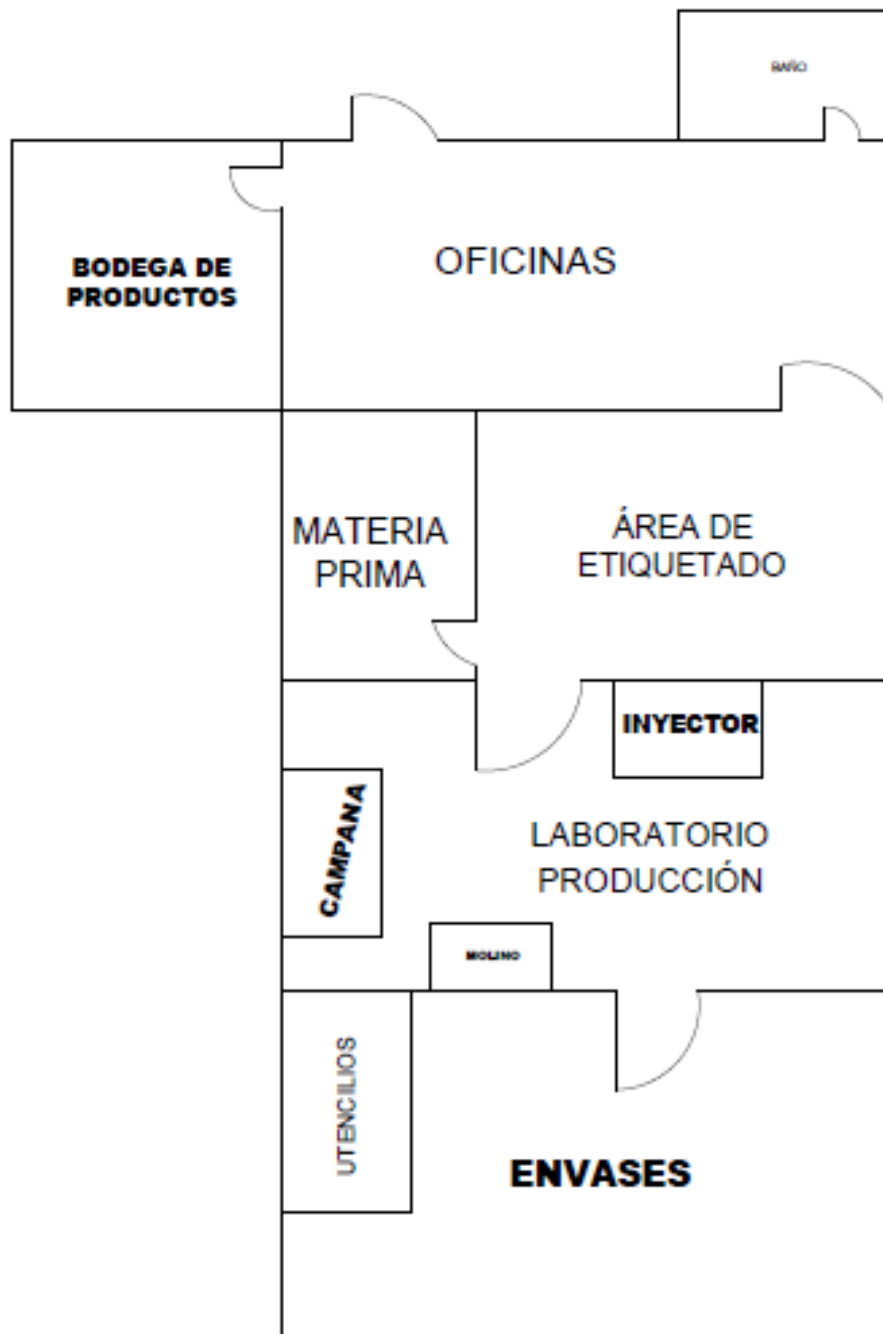 BAÑO
BODEGA DE
PRODUCTOS
OFICINAS
MATERIA
PRIMA
ÁREA DE
ETIQUETADO
INYECTOR
CAMPANA
LABORATORIO
PRODUCCIÓN
MOLINO
UTENCILIOS
ENVASES